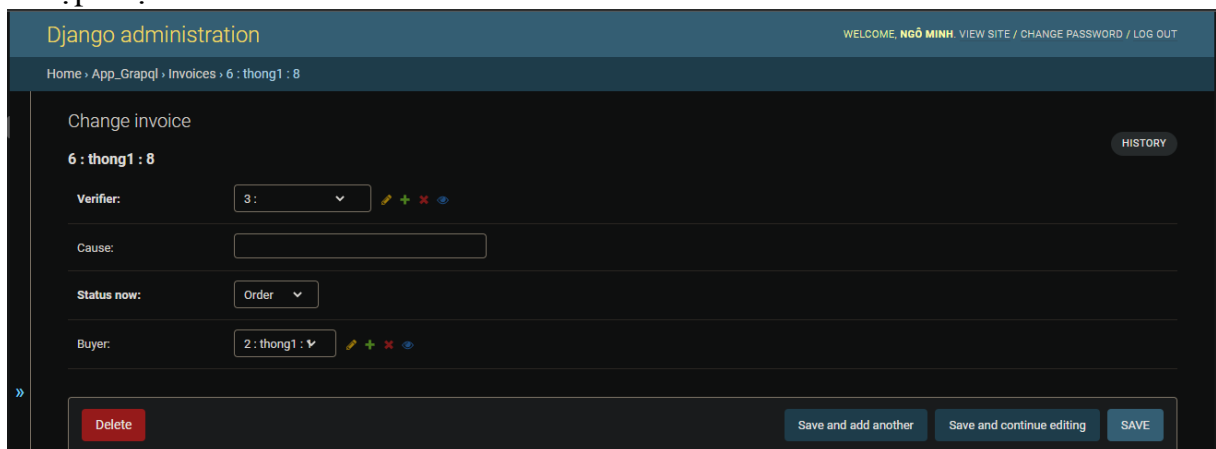 Django administration
WELCOME, NGÔ MINH. VIEW SITE / CHANGE PASSWORD / LOG OUT
Home › App_Grapql › Invoices › 6 : thong1 : 8
Change invoice
HISTORY
6 : thong1 : 8
Verifier: 3 :
Cause:
Status now: Order
Buyer: 2 : thong1 :
»
Delete Save and add another Save and continue editing SAVE